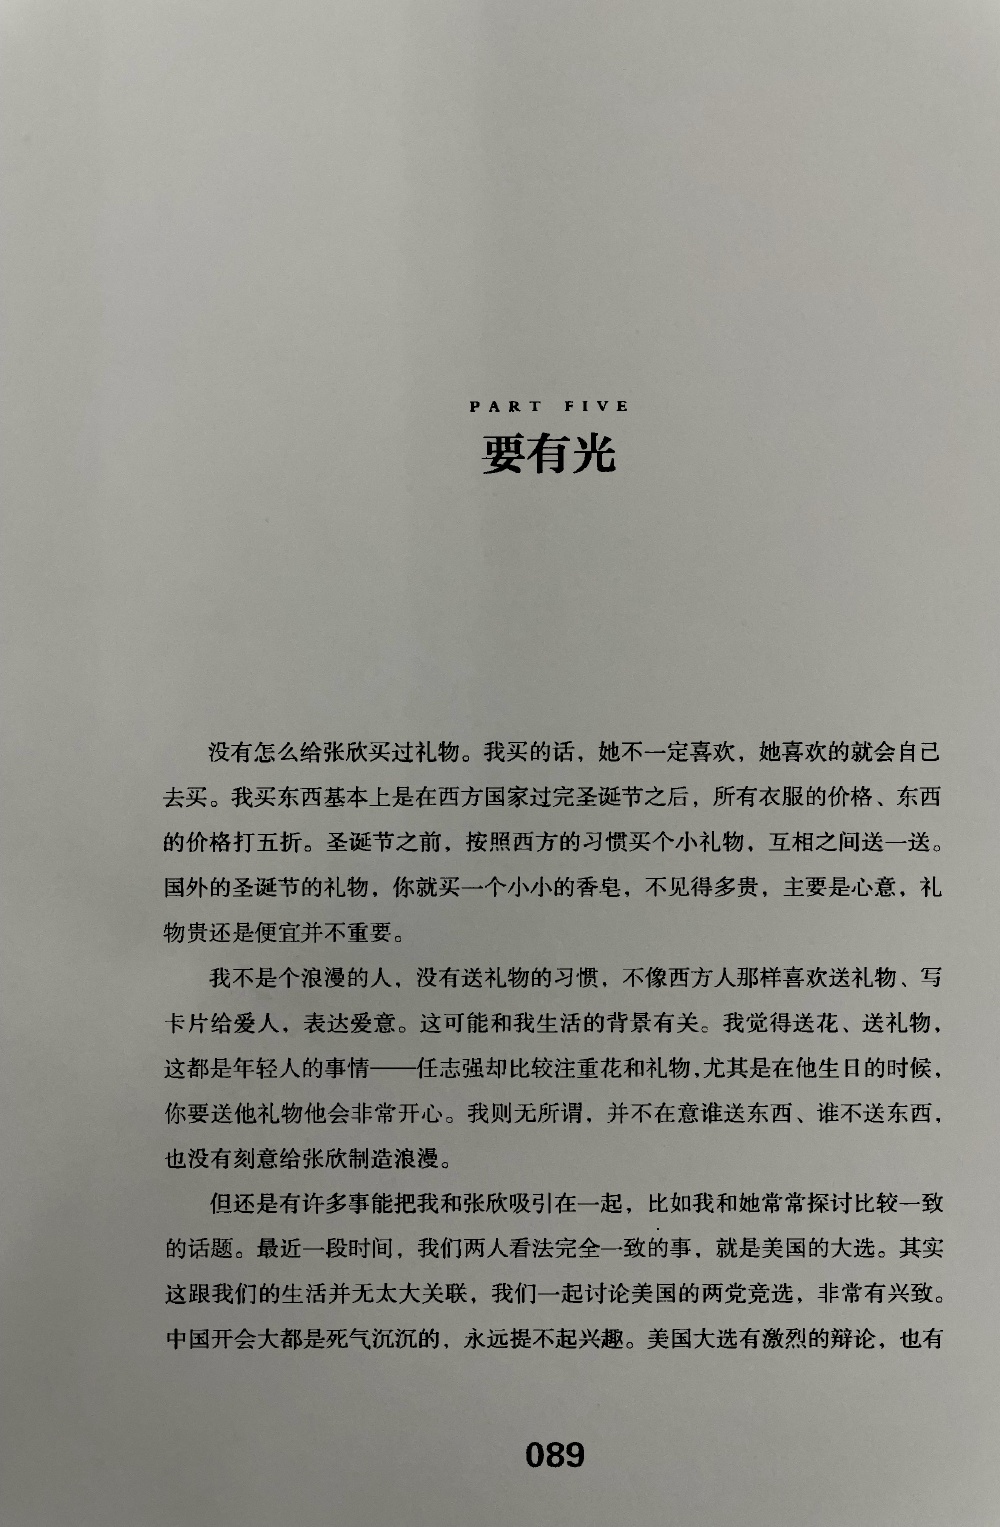 PART FIVE
要有光
没有怎么给张欣买过礼物。我买的话，她不一定喜欢，她喜欢的就会自己
去买。我买东西基本上是在西方国家过完圣诞节之后，所有衣服的价格、东西
的价格打五折。圣诞节之前，按照西方的习惯买个小礼物，互相之间送一送。
国外的圣诞节的礼物，你就买一个小小的香皂，不见得多贵，主要是心意，礼
物贵还是便宜并不重要。
我不是个浪漫的人，没有送礼物的习惯，不像西方人那样喜欢送礼物、写
卡片给爱人，表达爱意。这可能和我生活的背景有关。我觉得送花、送礼物，
这都是年轻人的事情——任志强却比较注重花和礼物，尤其是在他生日的时候，
你要送他礼物他会非常开心。我则无所谓，并不在意谁送东西、谁不送东西，
也没有刻意给张欣制造浪漫。
但还是有许多事能把我和张欣吸引在一起，比如我和她常常探讨比较一致
的话题。最近一段时间，我们两人看法完全一致的事，就是美国的大选。其实
这跟我们的生活并无太大关联，我们一起讨论美国的两党竞选，非常有兴致。
中国开会大都是死气沉沉的，永远提不起兴趣。美国大选有激烈的辩论，也有
089